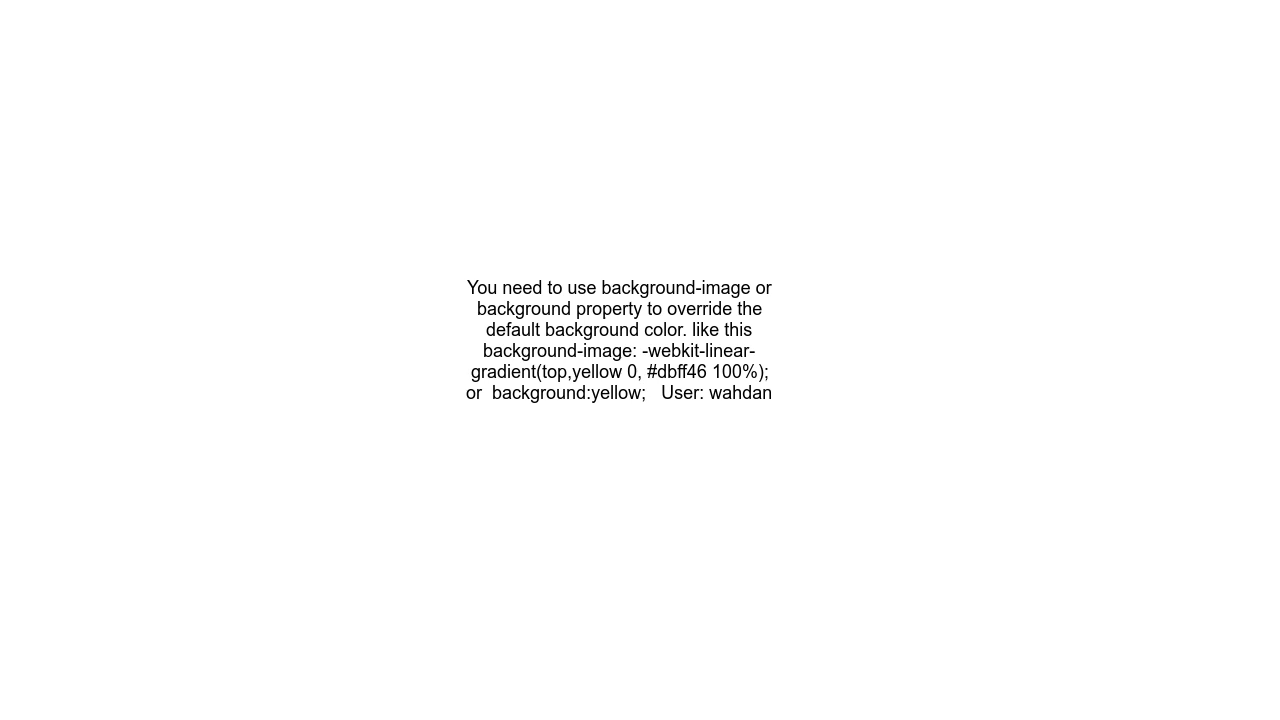 You need to use background-image or
background property to override the
default background color. like this
background-image: -webkit-linear-
gradient(top,yellow 0, #dbff46 100%);
or  background:yellow;   User: wahdan